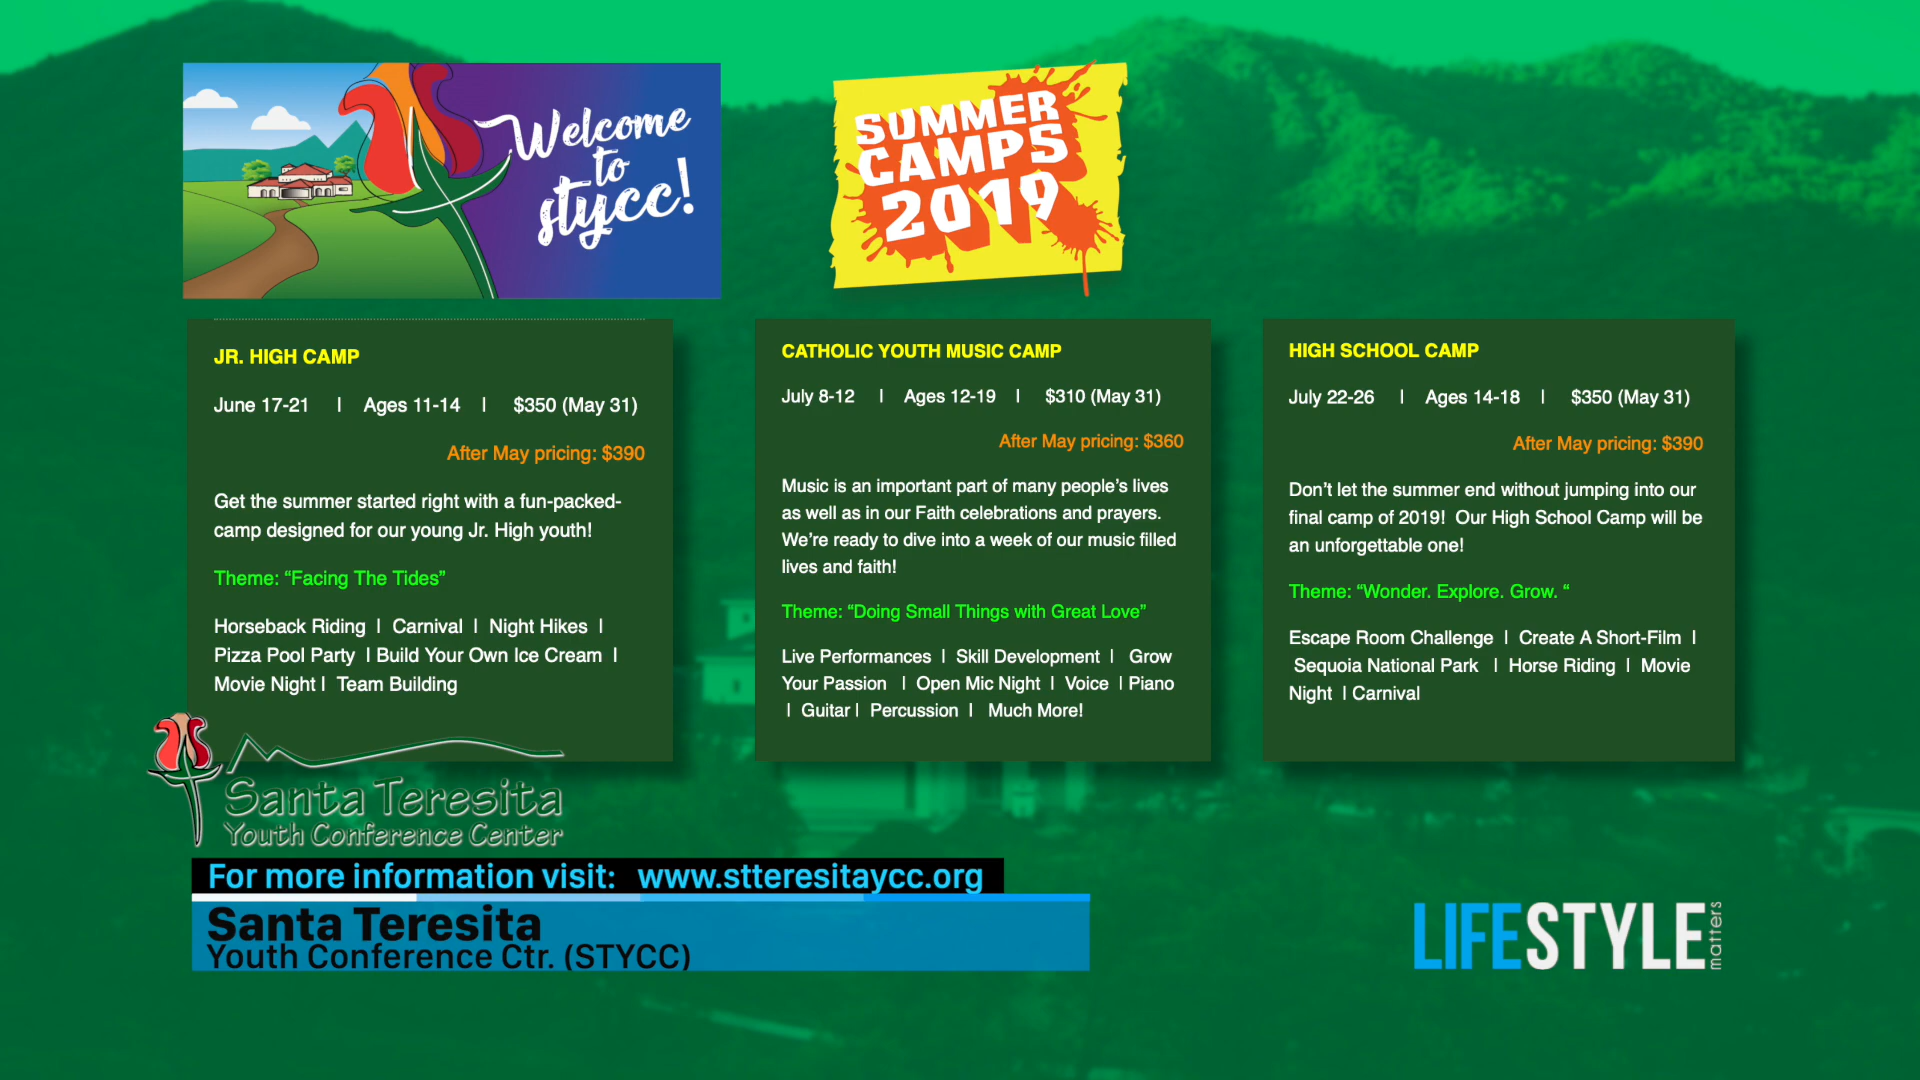 Welcome
to
stycc!
SUMMER
CAMPS
2019
JR. HIGH CAMP
June 17-21 | Ages 11-14 | $350 (May 31)
After May pricing: $390
Get the summer started right with a fun-packed-
camp designed for our young Jr. High youth!
Theme: “Facing The Tides”
Horseback Riding | Carnival | Night Hikes |
Pizza Pool Party | Build Your Own Ice Cream |
Movie Night | Team Building
CATHOLIC YOUTH MUSIC CAMP
July 8-12 | Ages 12-19 | $310 (May 31)
After May pricing: $360
Music is an important part of many people’s lives
as well as in our Faith celebrations and prayers.
We’re ready to dive into a week of our music filled
lives and faith!
Theme: “Doing Small Things with Great Love”
Live Performances | Skill Development | Grow
Your Passion | Open Mic Night | Voice | Piano
| Guitar | Percussion | Much More!
HIGH SCHOOL CAMP
July 22-26 | Ages 14-18 | $350 (May 31)
After May pricing: $390
Don’t let the summer end without jumping into our
final camp of 2019! Our High School Camp will be
an unforgettable one!
Theme: “Wonder. Explore. Grow. “
Escape Room Challenge | Create A Short-Film |
Sequoia National Park | Horse Riding | Movie
Night | Carnival
Santa Teresita
Youth Conference Center
For more information visit: www.stteresitaycc.org
Santa Teresita
Youth Conference Ctr. (STYCC)
LIFESTYLE matters